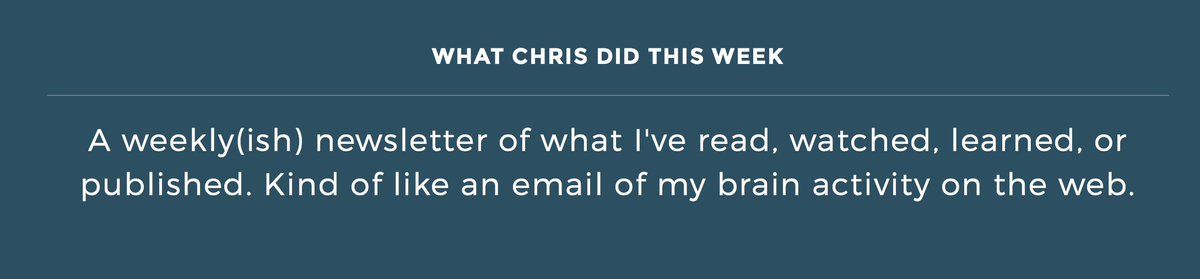 WHAT CHRIS DID THIS WEEK
A weekly(ish) newsletter of what I've read, watched, learned, or
published. Kind of like an email of my brain activity on the web.